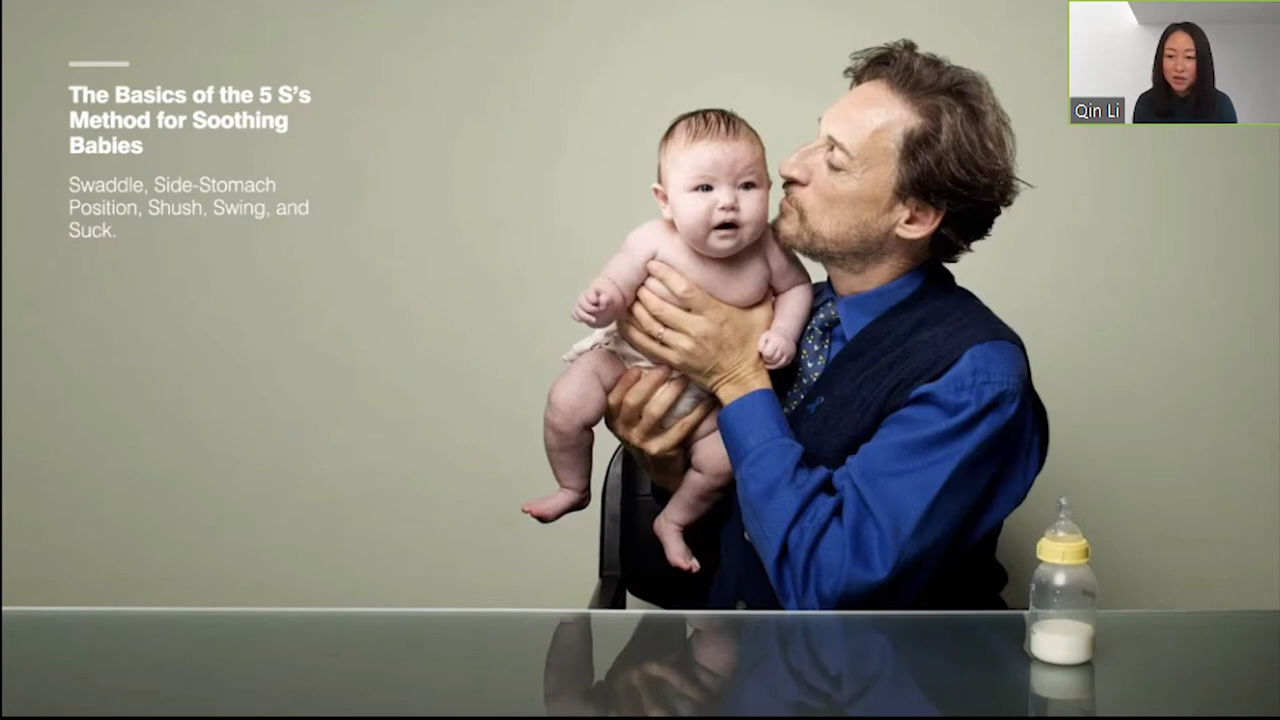 The Basics of the 5 S’s
Method for Soothing
Babies
Swaddle, Side-Stomach
Position, Shush, Swing, and
Suck.
Qin Li